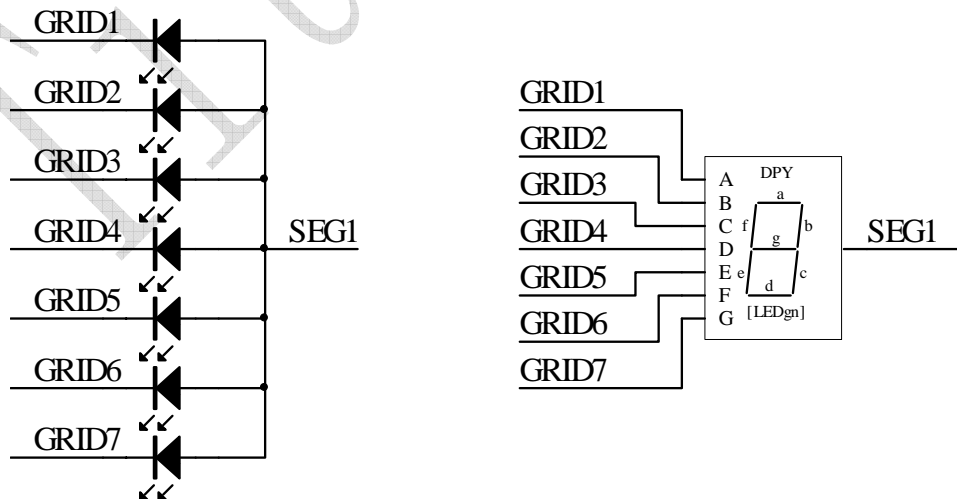 GRID1
GRID2
GRID3
GRID4
GRID5
GRID6
GRID7
SEG1
GRID1
GRID2
GRID3
GRID4
GRID5
GRID6
GRID7
DPY
A
B
C
D
E
F
G
a
f b
g
e c
d
[LEDgn]
SEG1